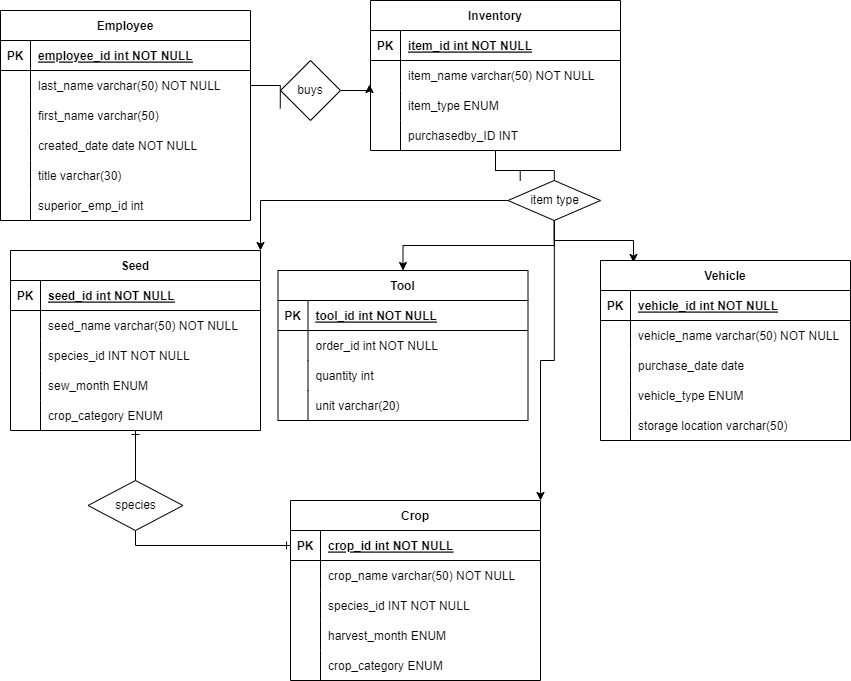 Employee
PK employee_id int NOT NULL
last_name varchar(50) NOT NULL
first_name varchar(50)
created_date date NOT NULL
title varchar(30)
superior_emp_id int
buys
Inventory
PK item_id int NOT NULL
item_name varchar(50) NOT NULL
item_type ENUM
purchasedby_ID INT
item type
Seed
PK seed_id int NOT NULL
seed_name varchar(50) NOT NULL
species_id INT NOT NULL
sew_month ENUM
crop_category ENUM
Tool
PK tool_id int NOT NULL
order_id int NOT NULL
quantity int
unit varchar(20)
Vehicle
PK vehicle_id int NOT NULL
vehicle_name varchar(50) NOT NULL
purchase_date date
vehicle_type ENUM
storage location varchar(50)
species
Crop
PK crop_id int NOT NULL
crop_name varchar(50) NOT NULL
species_id INT NOT NULL
harvest_month ENUM
crop_category ENUM